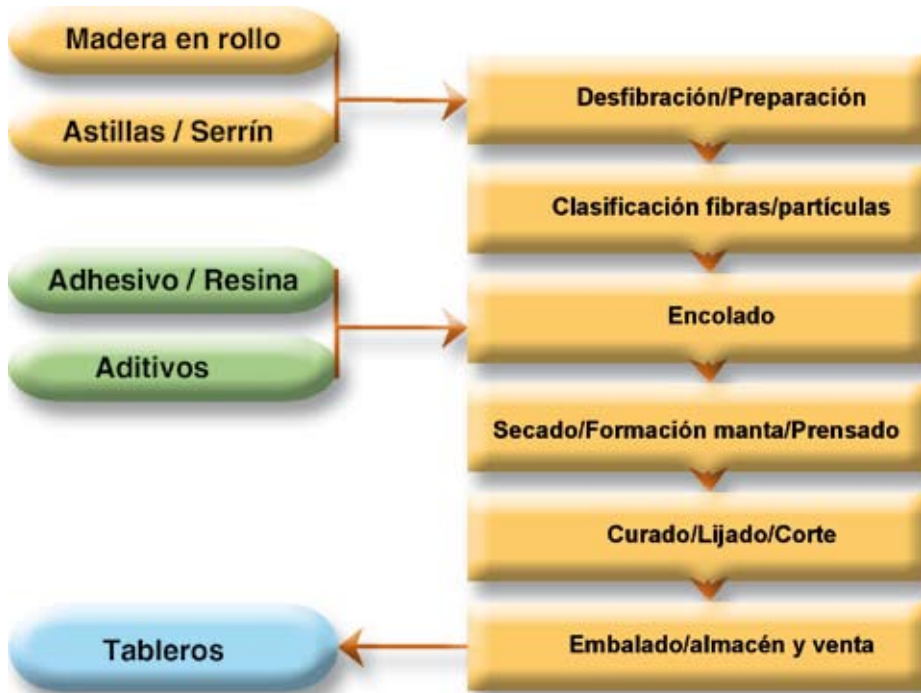 Madera en rollo
Astillas / Serrín
Desfibración/Preparación
Clasificación fibras/partículas
Adhesivo / Resina
Aditivos
Encolado
Secado/Formación manta/Prensado
Curado/Lijado/Corte
Embalado/almacén y venta
Tableros